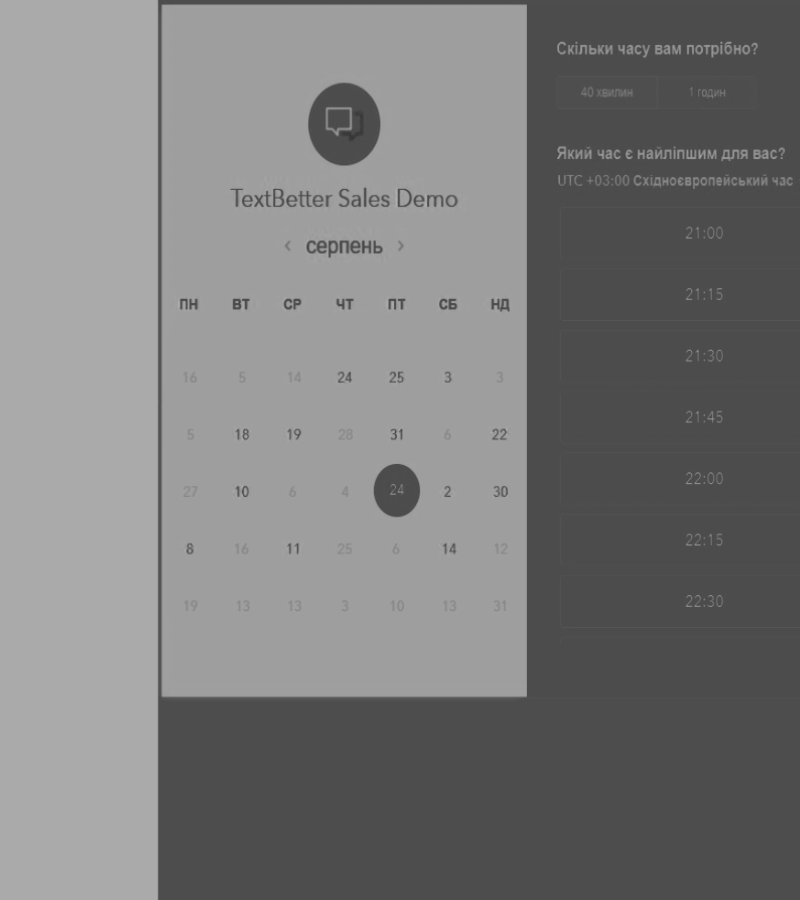 TextBetter Sales Demo
‹ серпень ›
ПН ВТ СР ЧТ ПТ СБ НД
16 5 14 24 25 3 3
5 18 19 28 31 6 22
27 10 6 4 24 2 30
8 16 11 25 6 14 12
19 13 13 3 10 13 31
Скільки часу вам потрібно?
40 хвилин 1 годин
Який час є найліпшим для вас?
UTC +03:00 Східноєвропейський час
21:00
21:15
21:30
21:45
22:00
22:15
22:30